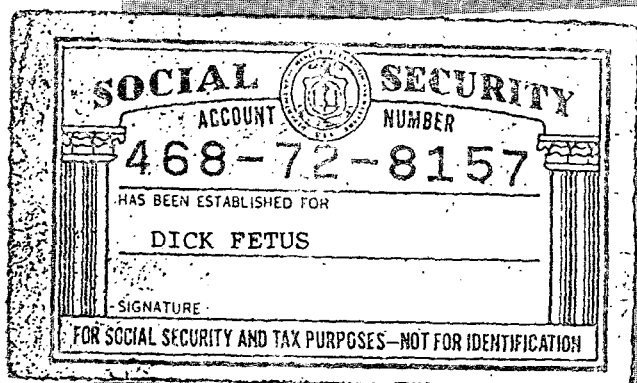 SOCIAL SECURITY
ACCOUNT NUMBER
468-72-8157
HAS BEEN ESTABLISHED FOR
DICK FETUS
SIGNATURE
FOR SOCIAL SECURITY AND TAX PURPOSES—NOT FOR IDENTIFICATION